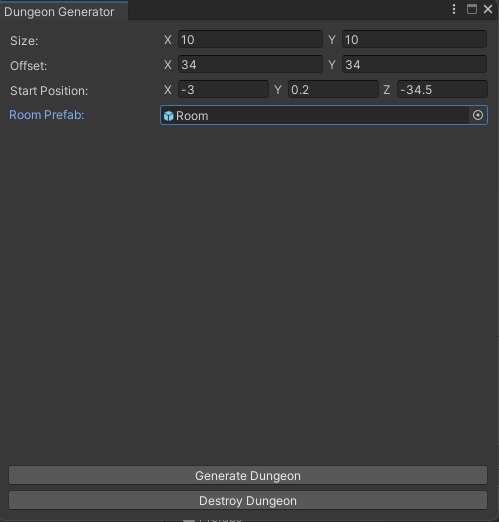 Dungeon Generator
Size: X 10 Y 10
Offset: X 34 Y 34
Start Position: X -3 Y 0.2 Z -34.5
Room Prefab: Room
Generate Dungeon
Destroy Dungeon